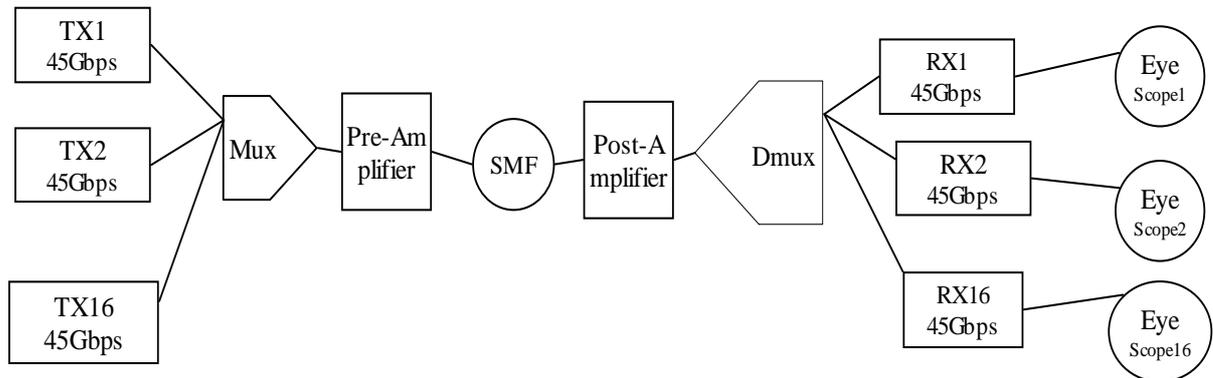 TX1
45Gbps
TX2
45Gbps
TX16
45Gbps
Mux
Pre-Am
plifier
SMF
Post-A
mplifier
Dmux
RX1
45Gbps
RX2
45Gbps
RX16
45Gbps
Eye
Scope1
Eye
Scope2
Eye
Scope16